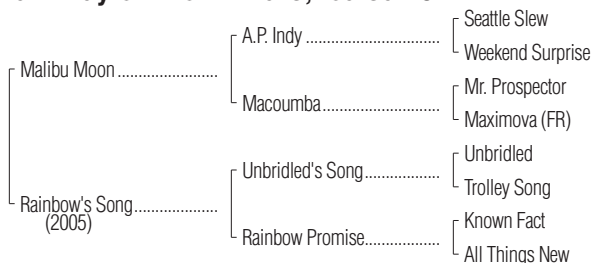 Seattle Slew
A.P. Indy ................................
Weekend Surprise
Malibu Moon ........................
Mr. Prospector
Macoumba............................
Maximova (FR)
Unbridled
Unbridled's Song..................
Trolley Song
Rainbow's Song....................
(2005)
Known Fact
Rainbow Promise..................
All Things New